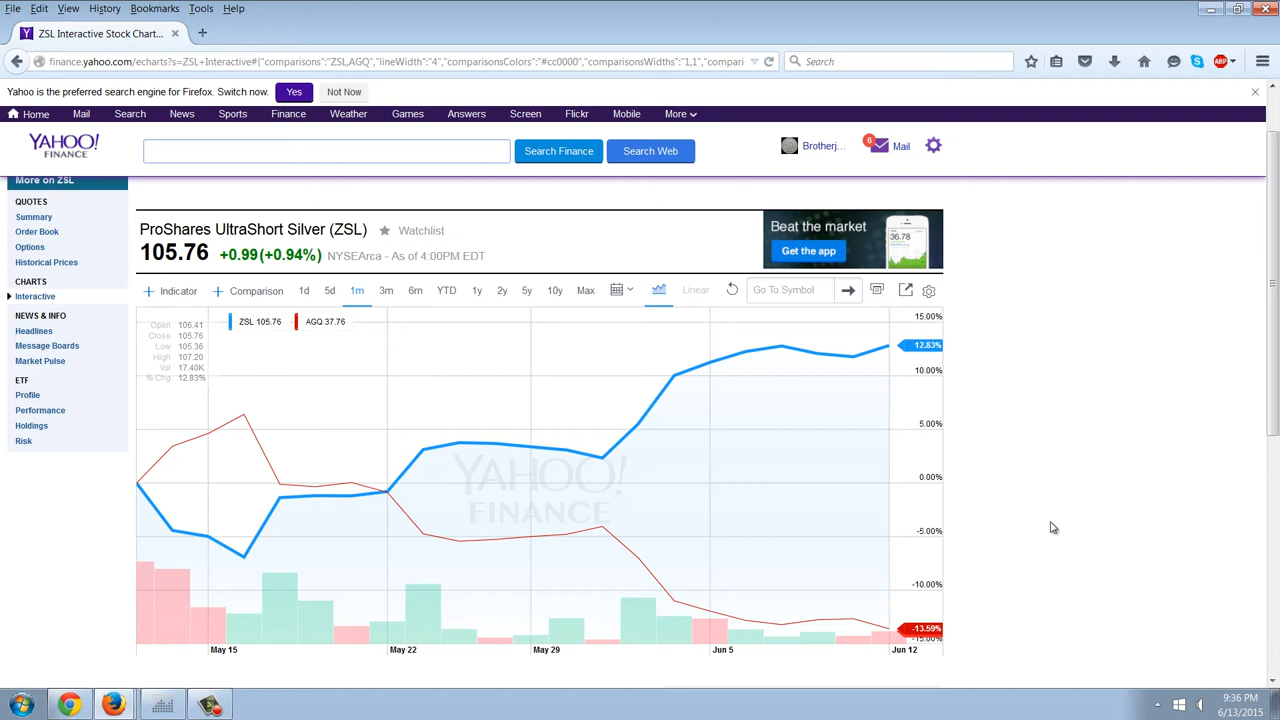 File Edit View History Bookmarks Tools Help
ZSL Interactive Stock Chart...
finance.yahoo.com/echarts?s=ZSL+Interactive#{"comparisons":"ZSL,AGQ","lineWidth":"4","comparisonsColors":"#cc0000","comparisonsWidths":"1,1","compari
Search
ABP
Yahoo is the preferred search engine for Firefox. Switch now. Yes Not Now
Home Mail Search News Sports Finance Weather Games Answers Screen Flickr Mobile More
YAHOO!
FINANCE
Search Finance Search Web
Brotherj... 6 Mail
More on ZSL
QUOTES
Summary
Order Book
Options
Historical Prices
CHARTS
Interactive
NEWS & INFO
Headlines
Message Boards
Market Pulse
ETF
Profile
Performance
Holdings
Risk
ProShares UltraShort Silver (ZSL) Watchlist
105.76 +0.99(+0.94%) NYSEArca - As of 4:00PM EDT
Beat the market
Get the app
36.78
Indicator Comparison 1d 5d 1m 3m 6m YTD 1y 2y 5y 10y Max Linear Go To Symbol
ZSL 105.76 AGQ 37.76
Open 106.41
Close 105.76
Low 105.36
High 107.20
Vol 17.40K
% Chg 12.83%
15.00%
12.83%
10.00%
5.00%
0.00%
-5.00%
-10.00%
-13.59%
-15.00%
YAHOO!
FINANCE
May 15 May 22 May 29 Jun 5 Jun 12
9:36 PM
6/13/2015